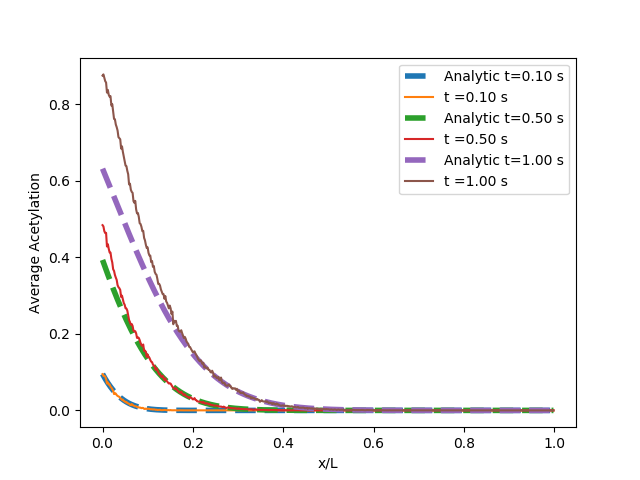 Analytic t=0.10 s
t =0.10 s
Analytic t=0.50 s
t =0.50 s
Analytic t=1.00 s
t =1.00 s
Average Acetylation
0.8
0.6
0.4
0.2
0.0
0.0 0.2 0.4 0.6 0.8 1.0
x/L